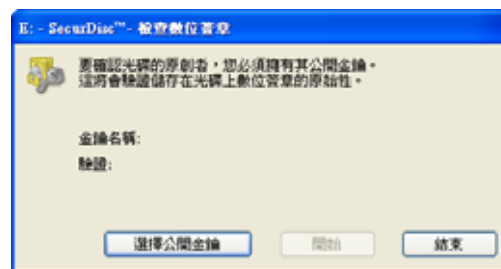 E: - SecurDisc™- 檢查數位簽章
要確認光碟的原創者，您必須擁有其公開金鑰。
這將會驗證儲存在光碟上數位簽章的原始性。
金鑰名稱:
驗證:
選擇公開金鑰
開始
結束